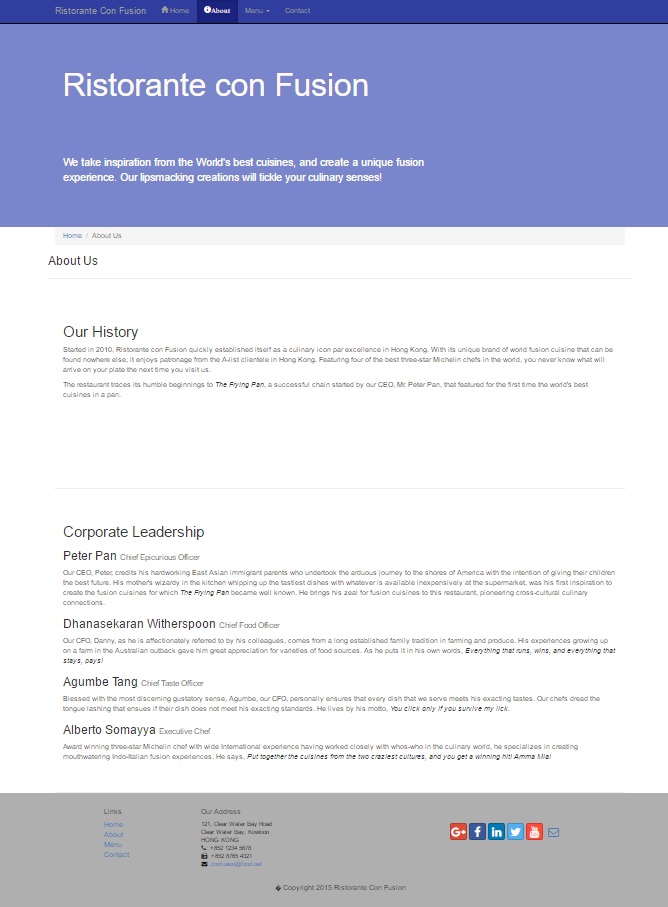 Ristorante Con Fusion Home About Menu Contact
Ristorante con Fusion
We take inspiration from the World's best cuisines, and create a unique fusion
experience. Our lipsmacking creations will tickle your culinary senses!
Home / About Us
About Us
Our History
Started in 2010, Ristorante con Fusion quickly established itself as a culinary icon par excellence in Hong Kong. With its unique brand of world fusion cuisine that can be
found nowhere else, it enjoys patronage from the A-list clientele in Hong Kong. Featuring four of the best three-star Michelin chefs in the world, you never know what will
arrive on your plate the next time you visit us.
The restaurant traces its humble beginnings to The Frying Pan, a successful chain started by our CEO, Mr. Peter Pan, that featured for the first time the world's best
cuisines in a pan.
Corporate Leadership
Peter Pan Chief Epicurious Officer
Our CEO, Peter, credits his hardworking East Asian immigrant parents who undertook the arduous journey to the shores of America with the intention of giving their children
the best future. His mother's wizardy in the kitchen whipping up the tastiest dishes with whatever is available inexpensively at the supermarket, was his first inspiration to
create the fusion cuisines for which The Frying Pan became well known. He brings his zeal for fusion cuisines to this restaurant, pioneering cross-cultural culinary
connections.
Dhanasekaran Witherspoon Chief Food Officer
Our CFO, Danny, as he is affectionately referred to by his colleagues, comes from a long established family tradition in farming and produce. His experiences growing up
on a farm in the Australian outback gave him great appreciation for varieties of food sources. As he puts it in his own words, Everything that runs, wins, and everything that
stays, pays!
Agumbe Tang Chief Taste Officer
Blessed with the most discerning gustatory sense, Agumbe, our CFO, personally ensures that every dish that we serve meets his exacting tastes. Our chefs dread the
tongue lashing that ensues if their dish does not meet his exacting standards. He lives by his motto, You click only if you survive my lick.
Alberto Somayya Executive Chef
Award winning three-star Michelin chef with wide International experience having worked closely with whos-who in the culinary world, he specializes in creating
mouthwatering Indo-Italian fusion experiences. He says, Put together the cuisines from the two craziest cultures, and you get a winning hit! Amma Mia!
Links
Home
About
Menu
Contact
Our Address
121, Clear Water Bay Road
Clear Water Bay, Kowloon
HONG KONG
+852 1234 5678
+852 8765 4321
confusion@food.net
G+ f in You Tube
� Copyright 2015 Ristorante Con Fusion